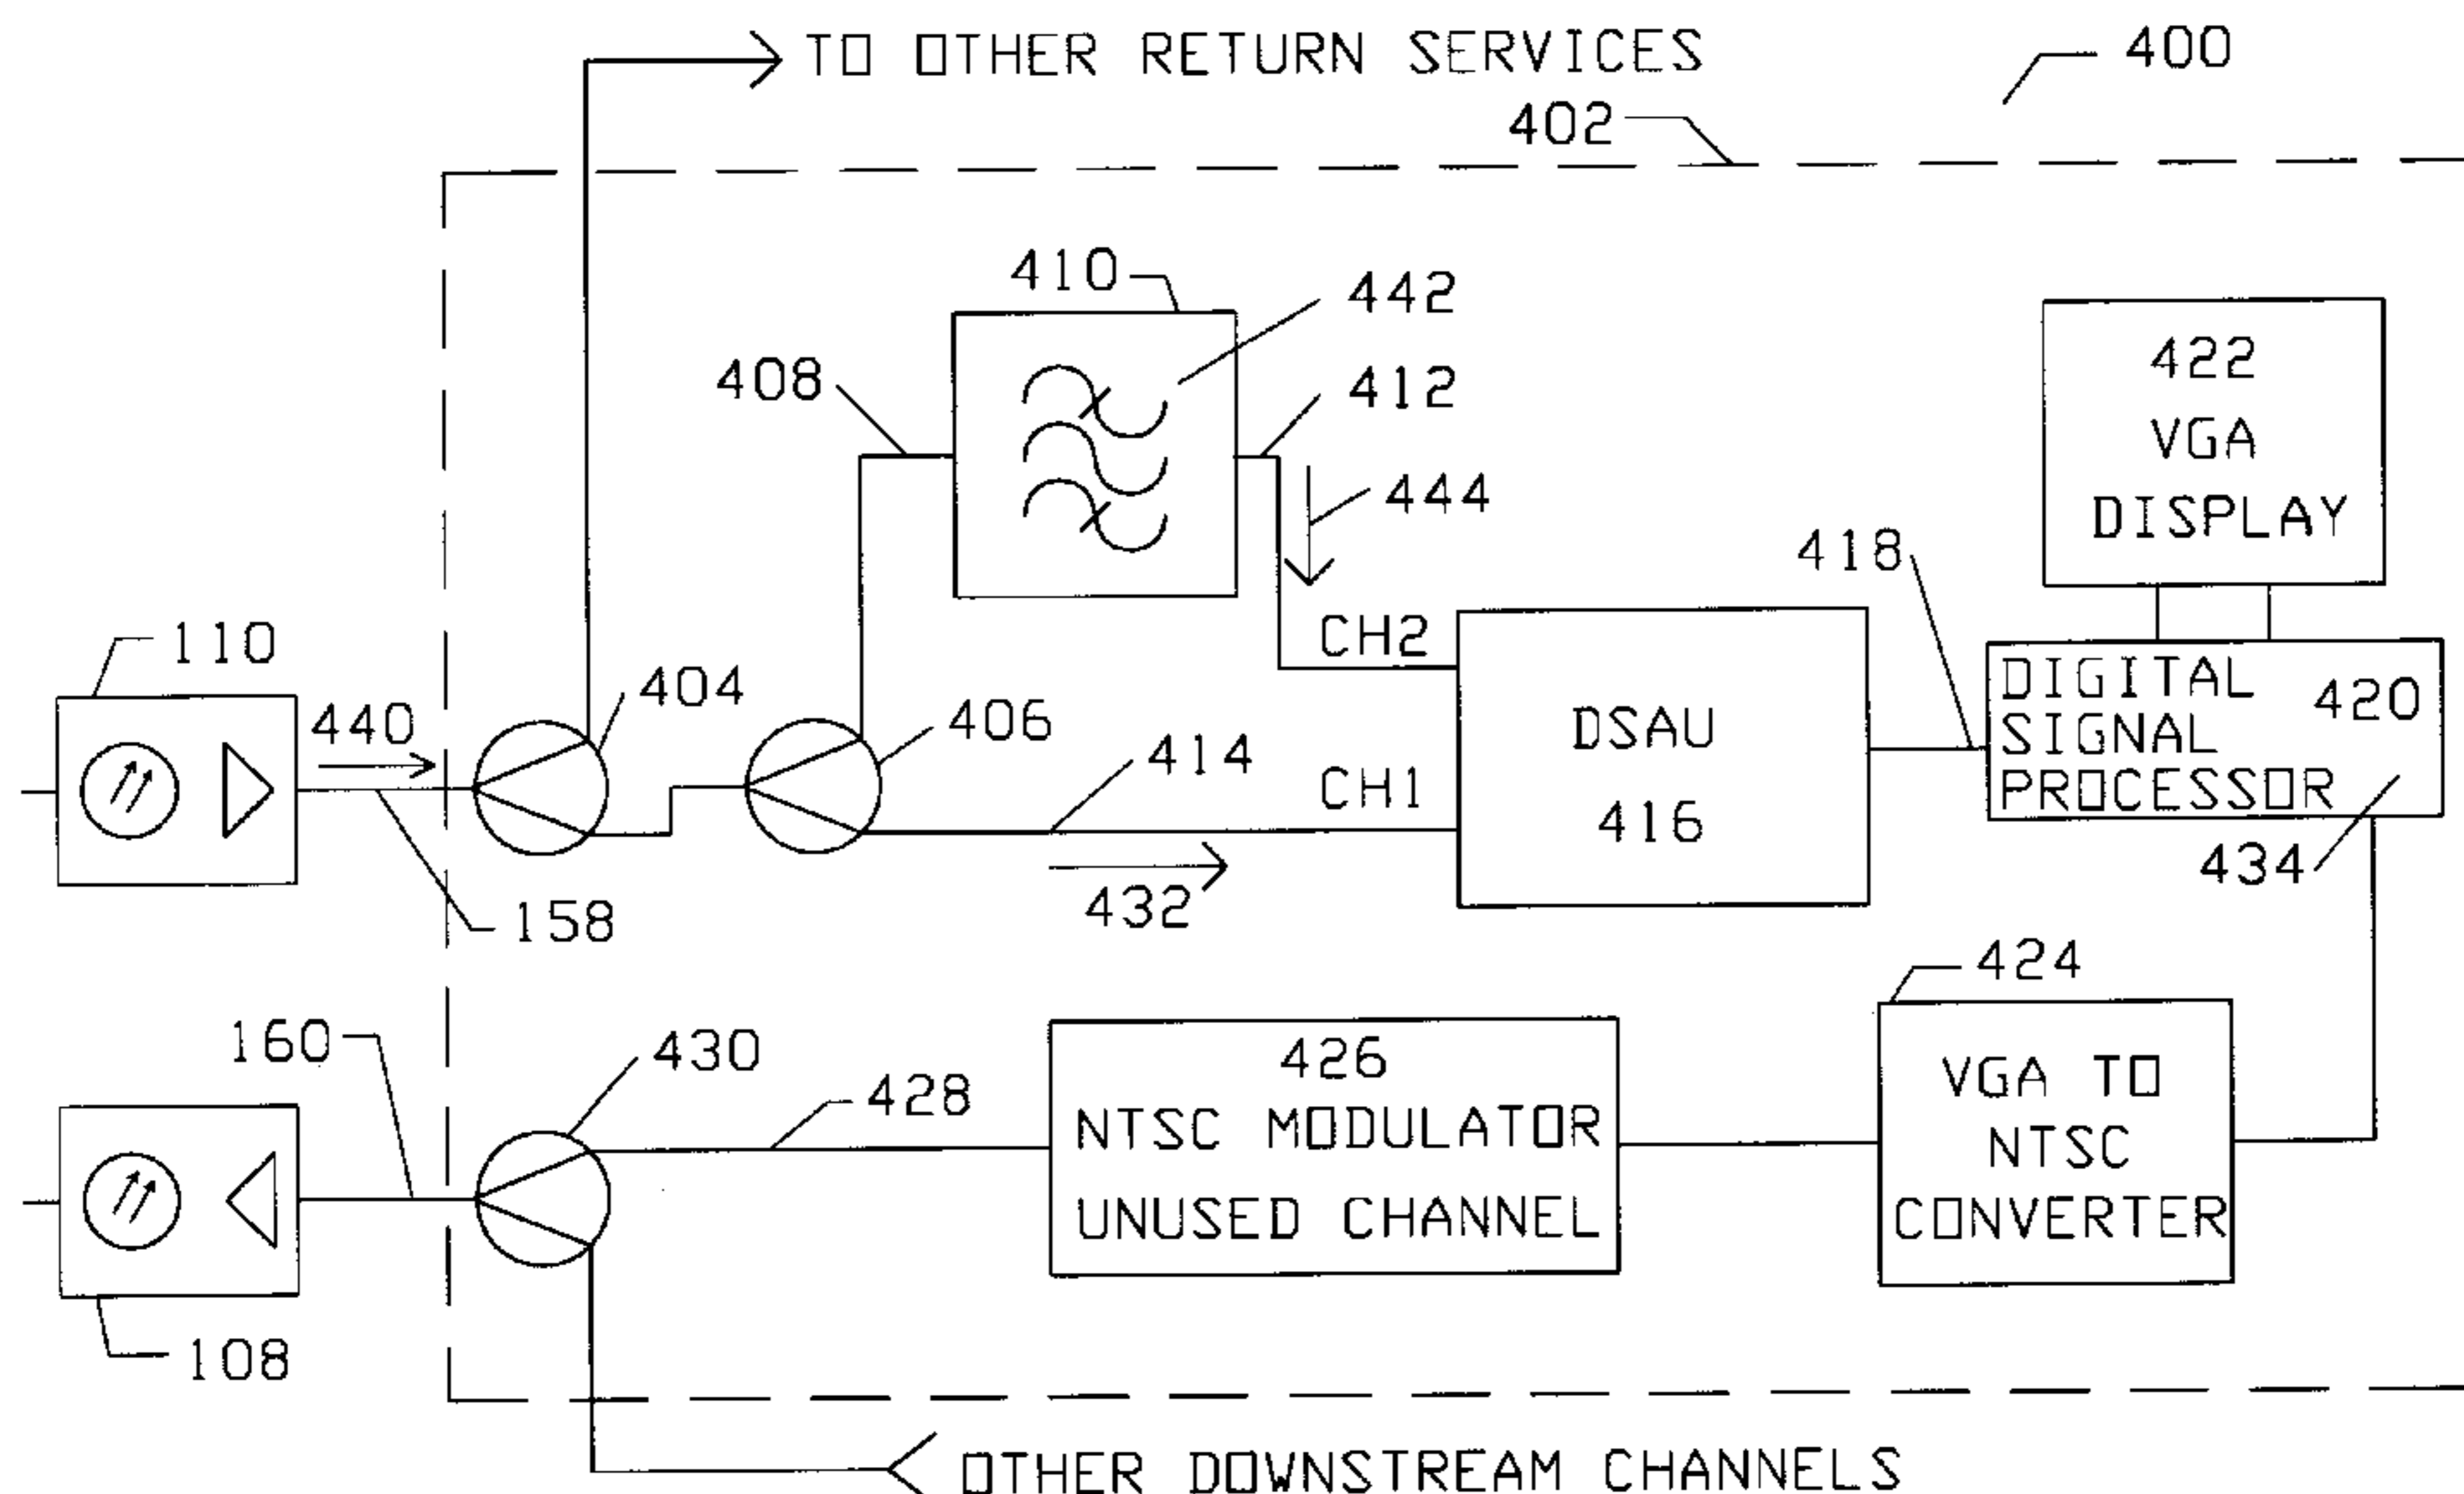 TO OTHER RETURN SERVICES
400
402
410
442
408
412
444
422
VGA
DISPLAY
418
110
440
404
406
414
CH2
CH1
DSAU
416
DIGITAL
SIGNAL
PROCESSOR
420
434
432
158
160
430
428
426
NTSC MODULATOR
UNUSED CHANNEL
424
VGA TO
NTSC
CONVERTER
108
OTHER DOWNSTREAM CHANNELS